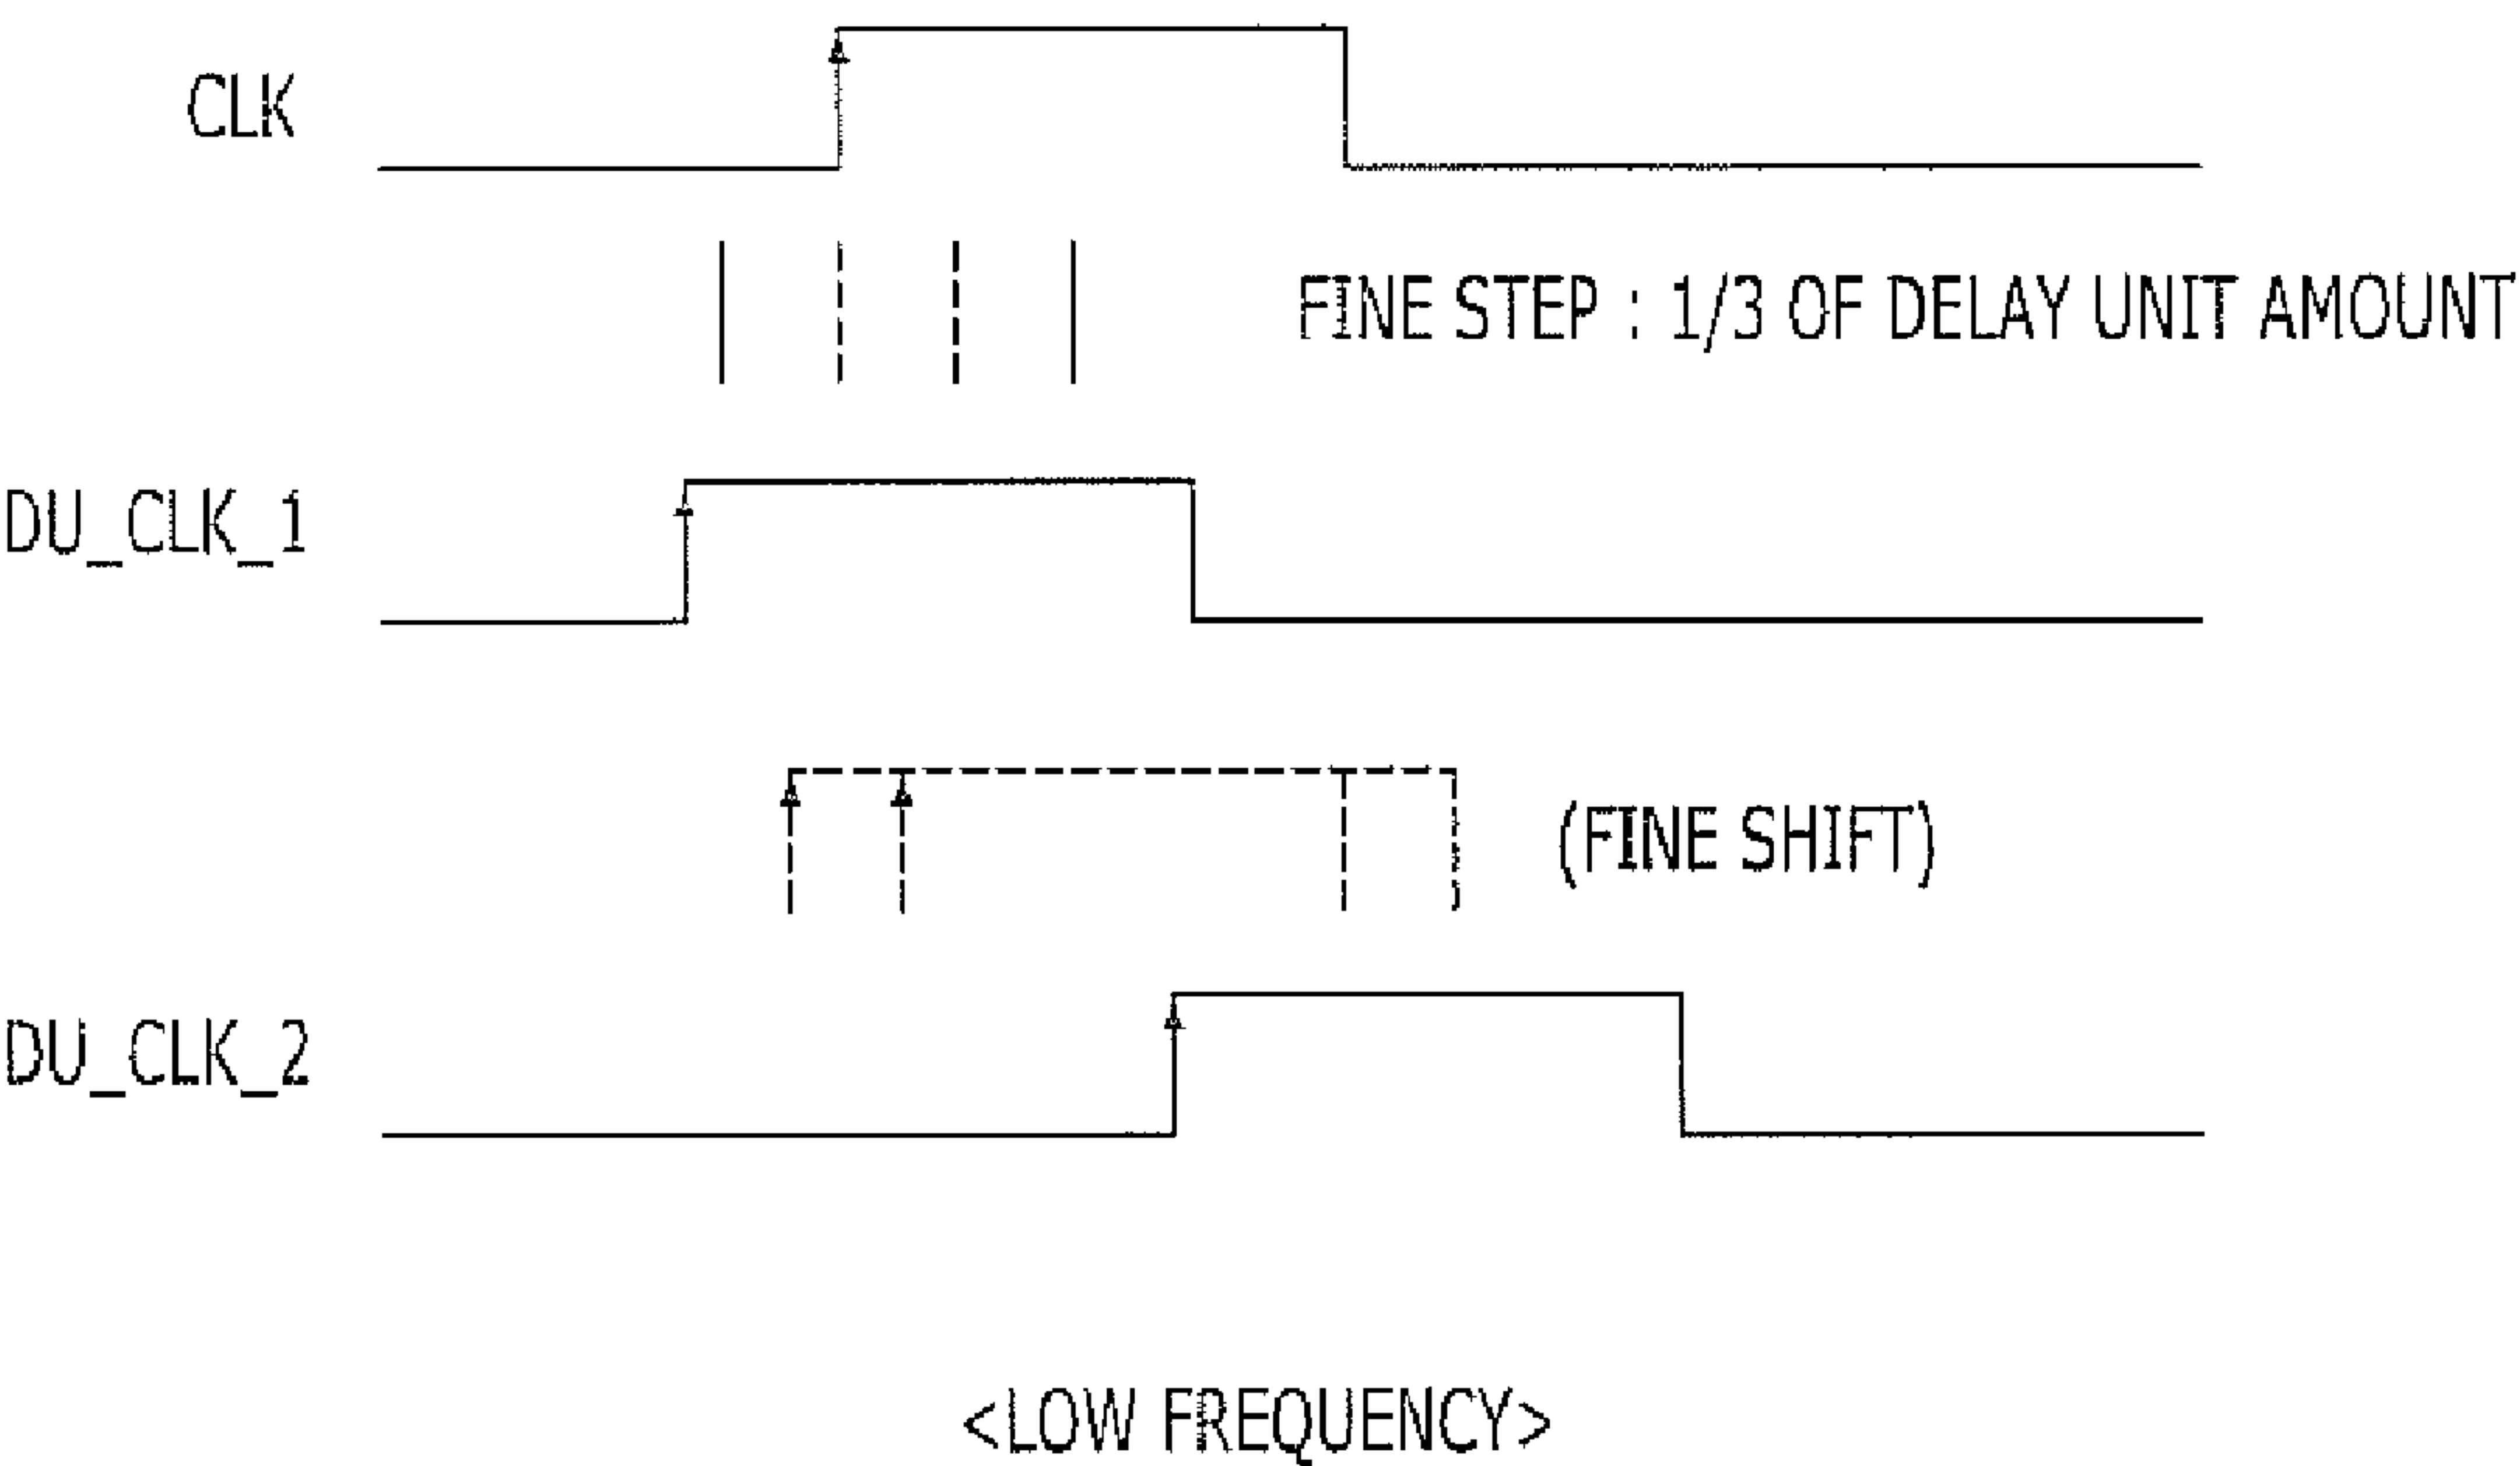 CLK
FINE STEP : 1/3 OF DELAY UNIT AMOUNT
DU_CLK_1
(FINE SHIFT)
DU_CLK_2
<LOW FREQUENCY>